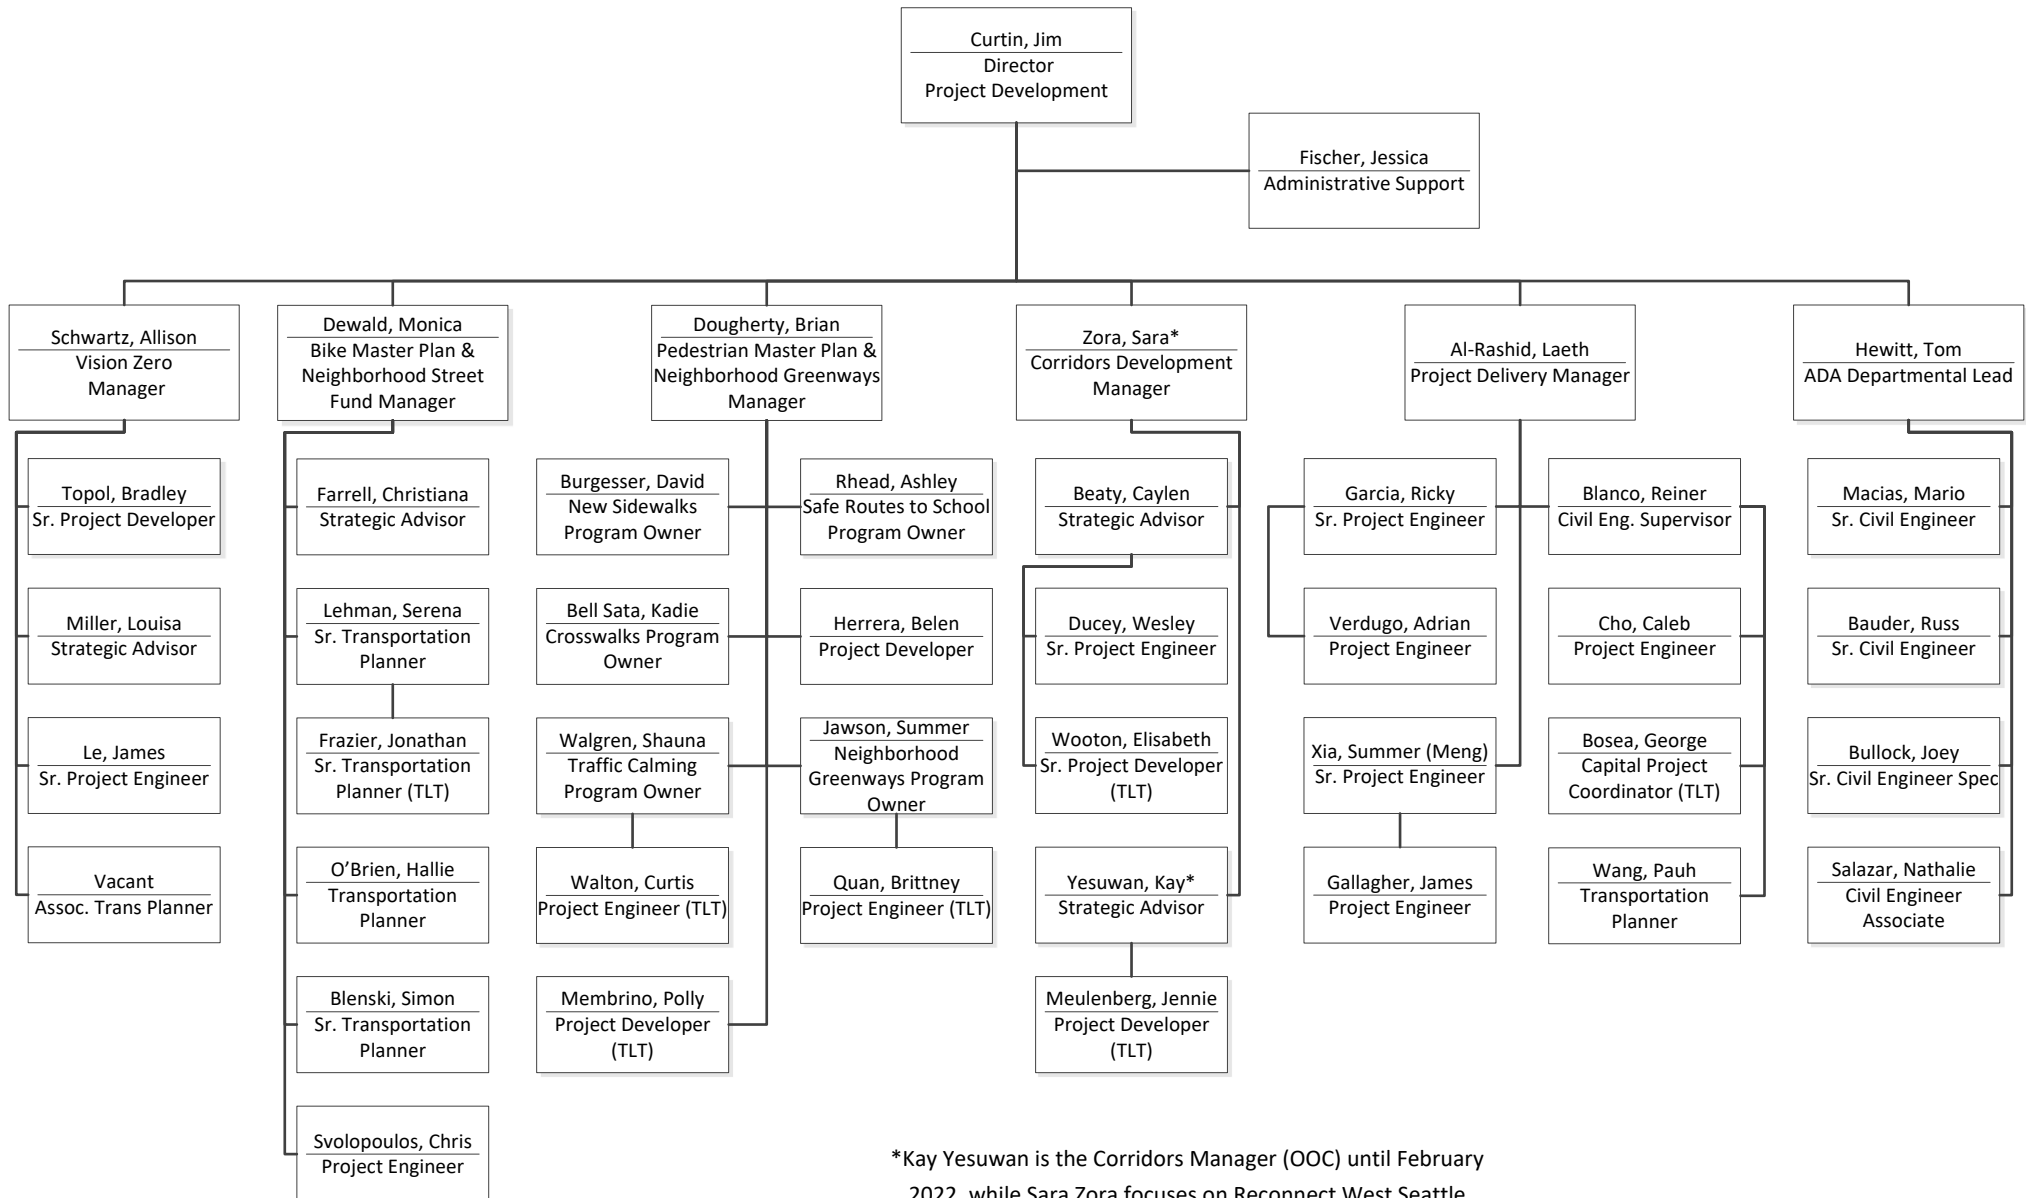 Curtin, Jim
Director
Project Development
Fischer, Jessica
Administrative Support
Schwartz, Allison
Vision Zero
Manager
Dewald, Monica
Bike Master Plan &
Neighborhood Street
Fund Manager
Dougherty, Brian
Pedestrian Master Plan &
Neighborhood Greenways
Manager
Zora, Sara*
Corridors Development
Manager
Al-Rashid, Laeth
Project Delivery Manager
Hewitt, Tom
ADA Departmental Lead
Topol, Bradley
Sr. Project Developer
Miller, Louisa
Strategic Advisor
Le, James
Sr. Project Engineer
Vacant
Assoc. Trans Planner
Farrell, Christiana
Strategic Advisor
Lehman, Serena
Sr. Transportation
Planner
Frazier, Jonathan
Sr. Transportation
Planner (TLT)
O’Brien, Hallie
Transportation
Planner
Blenski, Simon
Sr. Transportation
Planner
Svolopoulos, Chris
Project Engineer
Burgesser, David
New Sidewalks
Program Owner
Rhead, Ashley
Safe Routes to School
Program Owner
Bell Sata, Kadie
Crosswalks Program
Owner
Herrera, Belen
Project Developer
Walgren, Shauna
Traffic Calming
Program Owner
Jawson, Summer
Neighborhood
Greenways Program
Owner
Walton, Curtis
Project Engineer (TLT)
Quan, Brittney
Project Engineer (TLT)
Membrino, Polly
Project Developer
(TLT)
Beaty, Caylen
Strategic Advisor
Ducey, Wesley
Sr. Project Engineer
Wooton, Elisabeth
Sr. Project Developer
(TLT)
Yesuwan, Kay*
Strategic Advisor
Meulenberg, Jennie
Project Developer
(TLT)
Garcia, Ricky
Sr. Project Engineer
Blanco, Reiner
Civil Eng. Supervisor
Verdugo, Adrian
Project Engineer
Cho, Caleb
Project Engineer
Xia, Summer (Meng)
Sr. Project Engineer
Bosea, George
Capital Project
Coordinator (TLT)
Gallagher, James
Project Engineer
Wang, Pauh
Transportation
Planner
Macias, Mario
Sr. Civil Engineer
Bauder, Russ
Sr. Civil Engineer
Bullock, Joey
Sr. Civil Engineer Spec
Salazar, Nathalie
Civil Engineer
Associate
*Kay Yesuwan is the Corridors Manager (OOC) until February
2022, while Sara Zora focuses on Reconnect West Seattle